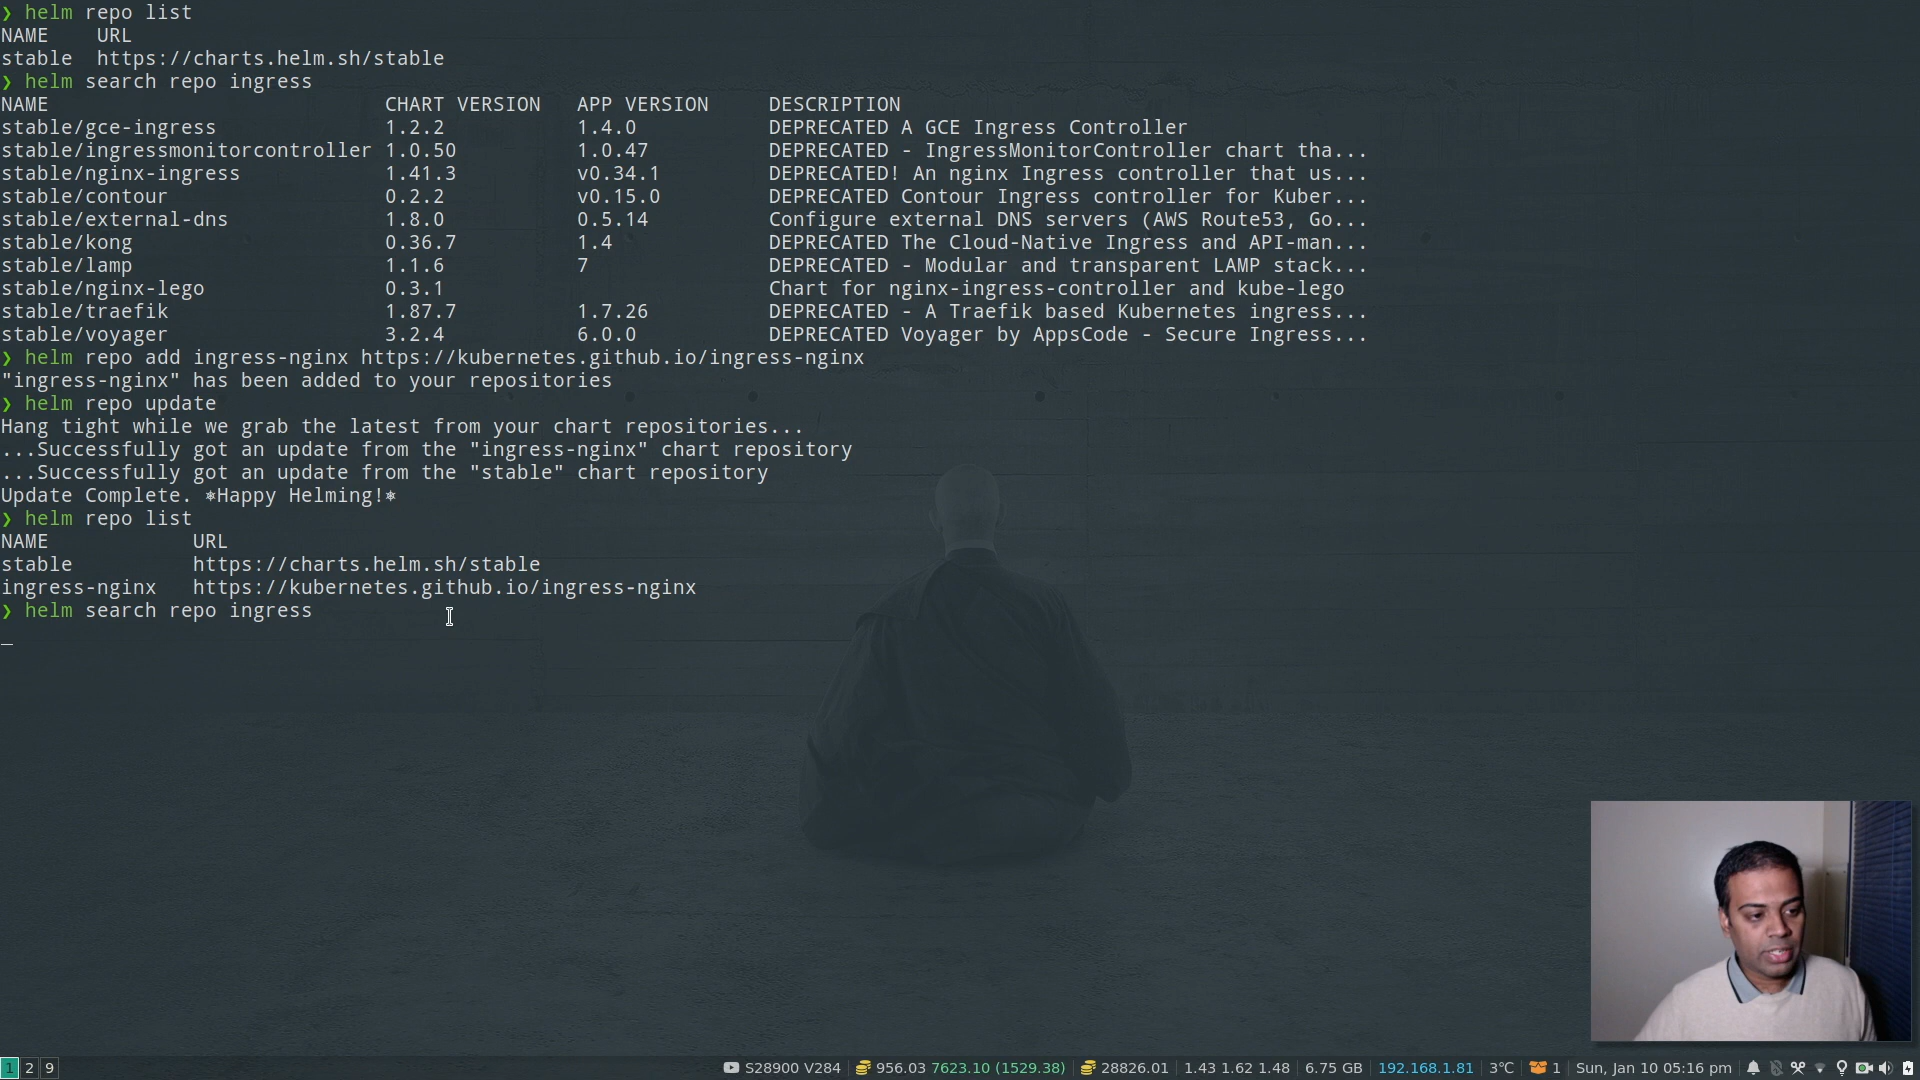 ❯ helm repo list
NAME    URL
stable  https://charts.helm.sh/stable
❯ helm search repo ingress
NAME                            CHART VERSION   APP VERSION     DESCRIPTION
stable/gce-ingress              1.2.2           1.4.0           DEPRECATED A GCE Ingress Controller
stable/ingressmonitorcontroller 1.0.50          1.0.47          DEPRECATED - IngressMonitorController chart tha...
stable/nginx-ingress            1.41.3          v0.34.1         DEPRECATED! An nginx Ingress controller that us...
stable/contour                  0.2.2           v0.15.0         DEPRECATED Contour Ingress controller for Kuber...
stable/external-dns             1.8.0           0.5.14          Configure external DNS servers (AWS Route53, Go...
stable/kong                     0.36.7          1.4             DEPRECATED The Cloud-Native Ingress and API-man...
stable/lamp                     1.1.6           7               DEPRECATED - Modular and transparent LAMP stack...
stable/nginx-lego               0.3.1                           Chart for nginx-ingress-controller and kube-lego
stable/traefik                  1.87.7          1.7.26          DEPRECATED - A Traefik based Kubernetes ingress...
stable/voyager                  3.2.4           6.0.0           DEPRECATED Voyager by AppsCode - Secure Ingress...
❯ helm repo add ingress-nginx https://kubernetes.github.io/ingress-nginx
"ingress-nginx" has been added to your repositories
❯ helm repo update
Hang tight while we grab the latest from your chart repositories...
...Successfully got an update from the "ingress-nginx" chart repository
...Successfully got an update from the "stable" chart repository
Update Complete. ⎈Happy Helming!⎈
❯ helm repo list
NAME            URL
stable          https://charts.helm.sh/stable
ingress-nginx   https://kubernetes.github.io/ingress-nginx
❯ helm search repo ingress
1 2 9 S28900 V284 956.03 7623.10 (1529.38) 28826.01 1.43 1.62 1.48 6.75 GB 192.168.1.81 3°C 1 Sun, Jan 10 05:16 pm